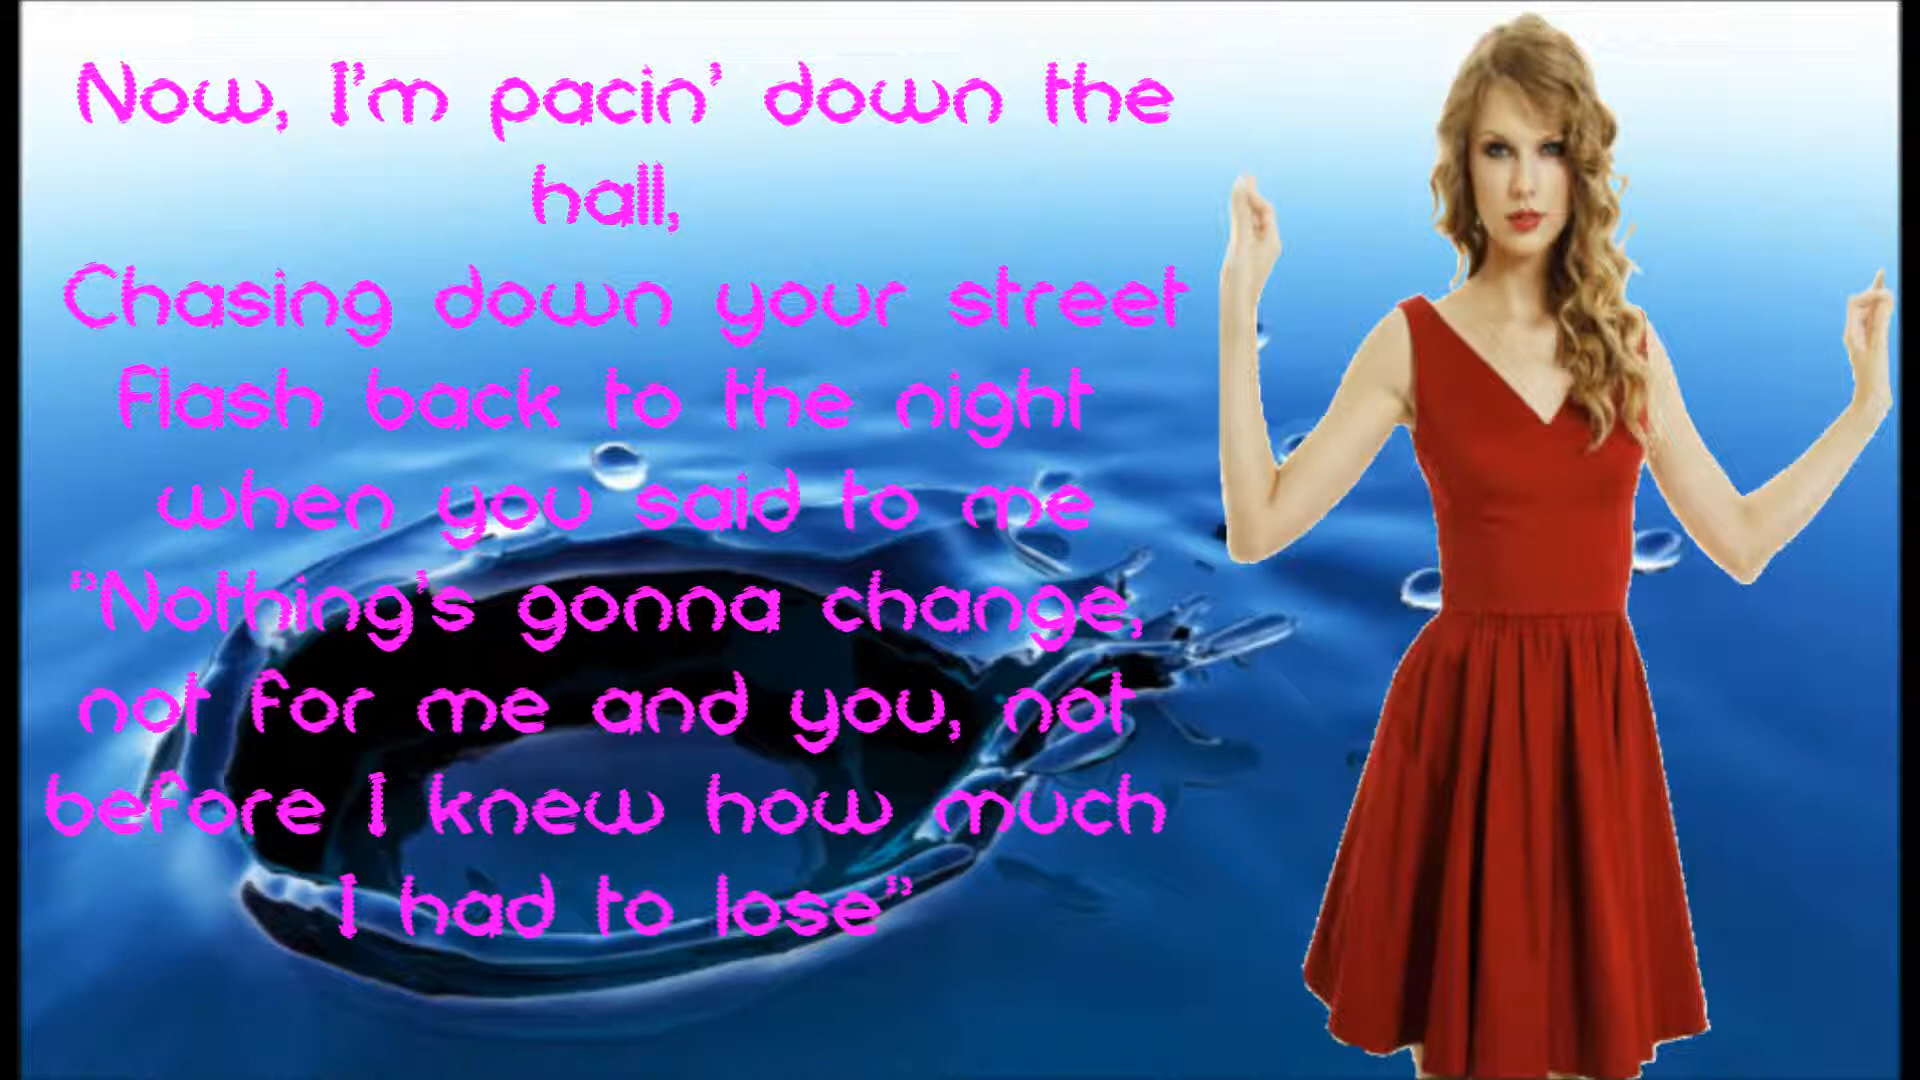 Now, I'm pacin' down the
hall,
Chasing down your street
flash back to the night
when you said to me
"Nothing's gonna change,
not for me and you, not
before I knew how much
I had to lose"